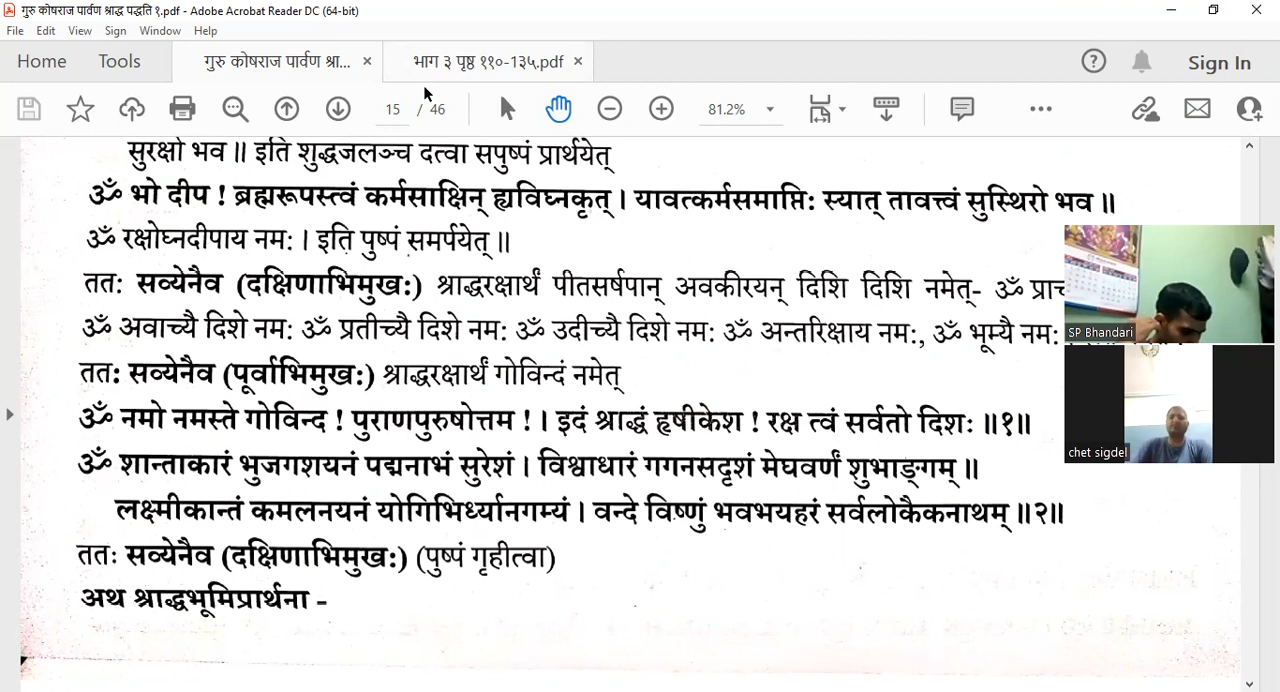 गुरु कोषराज पार्वण श्राद्ध पद्धति १.pdf - Adobe Acrobat Reader DC (64-bit)
File Edit View Sign Window Help
Home Tools गुरु कोषराज पार्वण श्रा... × भाग ३ पृष्ठ ११०-१३५.pdf × Sign In
15 / 46 81.2%
सुरक्षो भव॥ इति शुद्धजलञ्च दत्वा सपुष्पं प्रार्थयेत्
ॐ भो दीप ! ब्रह्मरूपस्त्वं कर्मसाक्षिन् ह्यविघ्नकृत्। यावत्कर्मसमाप्ति: स्यात् तावत्त्वं सुस्थिरो भव॥
ॐ रक्षोघ्नदीपाय नम:। इति पुष्पं समर्पयेत्॥
तत: सव्येनैव (दक्षिणाभिमुख:) श्राद्धरक्षार्थं पीतसर्षपान् अवकीरयन् दिशि दिशि नमेत्- ॐ
SP Bhandari
ॐ अवाच्यै दिशे नम: ॐ प्रतीच्यै दिशे नम: ॐ उदीच्यै दिशे नम: ॐ अन्तरिक्षाय नम:, ॐ भूम्यै नम:
तत: सव्येनैव (पूर्वाभिमुख:) श्राद्धरक्षार्थं गोविन्दं नमेत्
ॐ नमो नमस्ते गोविन्द ! पुराणपुरुषोत्तम !। इदं श्राद्धं हृषीकेश ! रक्ष त्वं सर्वतो दिशः॥१॥
chet sigdel
ॐ शान्ताकारं भुजगशयनं पद्मनाभं सुरेशं। विश्वाधारं गगनसदृशं मेघवर्णं शुभाङ्गम्॥
लक्ष्मीकान्तं कमलनयनं योगिभिर्ध्यानगम्यं। वन्दे विष्णुं भवभयहरं सर्वलोकैकनाथम्॥२॥
ततः सव्येनैव (दक्षिणाभिमुख:) (पुष्पं गृहीत्वा)
अथ श्राद्धभूमिप्रार्थना -